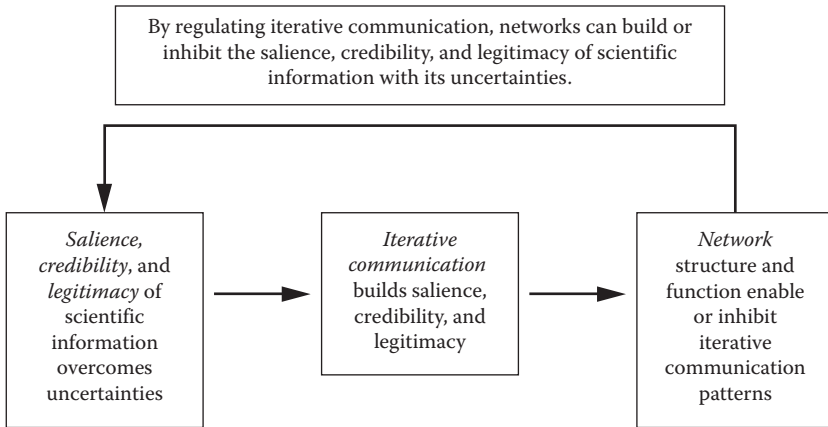 By regulating iterative communication, networks can build or
inhibit the salience, credibility, and legitimacy of scientific
information with its uncertainties.
Salience,
credibility, and
legitimacy of
scientific
information
overcomes
uncertainties
Iterative
communication
builds salience,
credibility, and
legitimacy
Network
structure and
function enable
or inhibit
iterative
communication
patterns